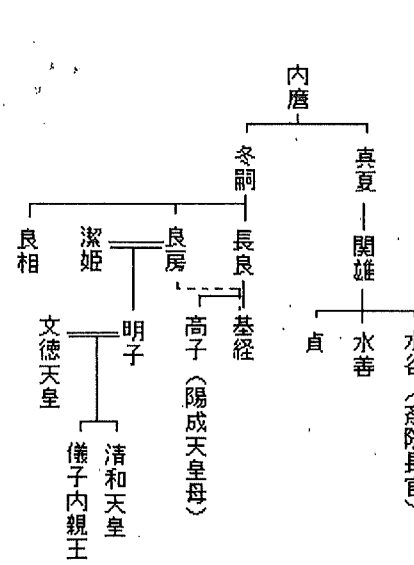 内麿
真夏
冬嗣
関雄
長良
良房
潔姫
良相
水善
貞
基経
高子(陽成天皇母)
明子
文徳天皇
清和天皇
儀子内親王